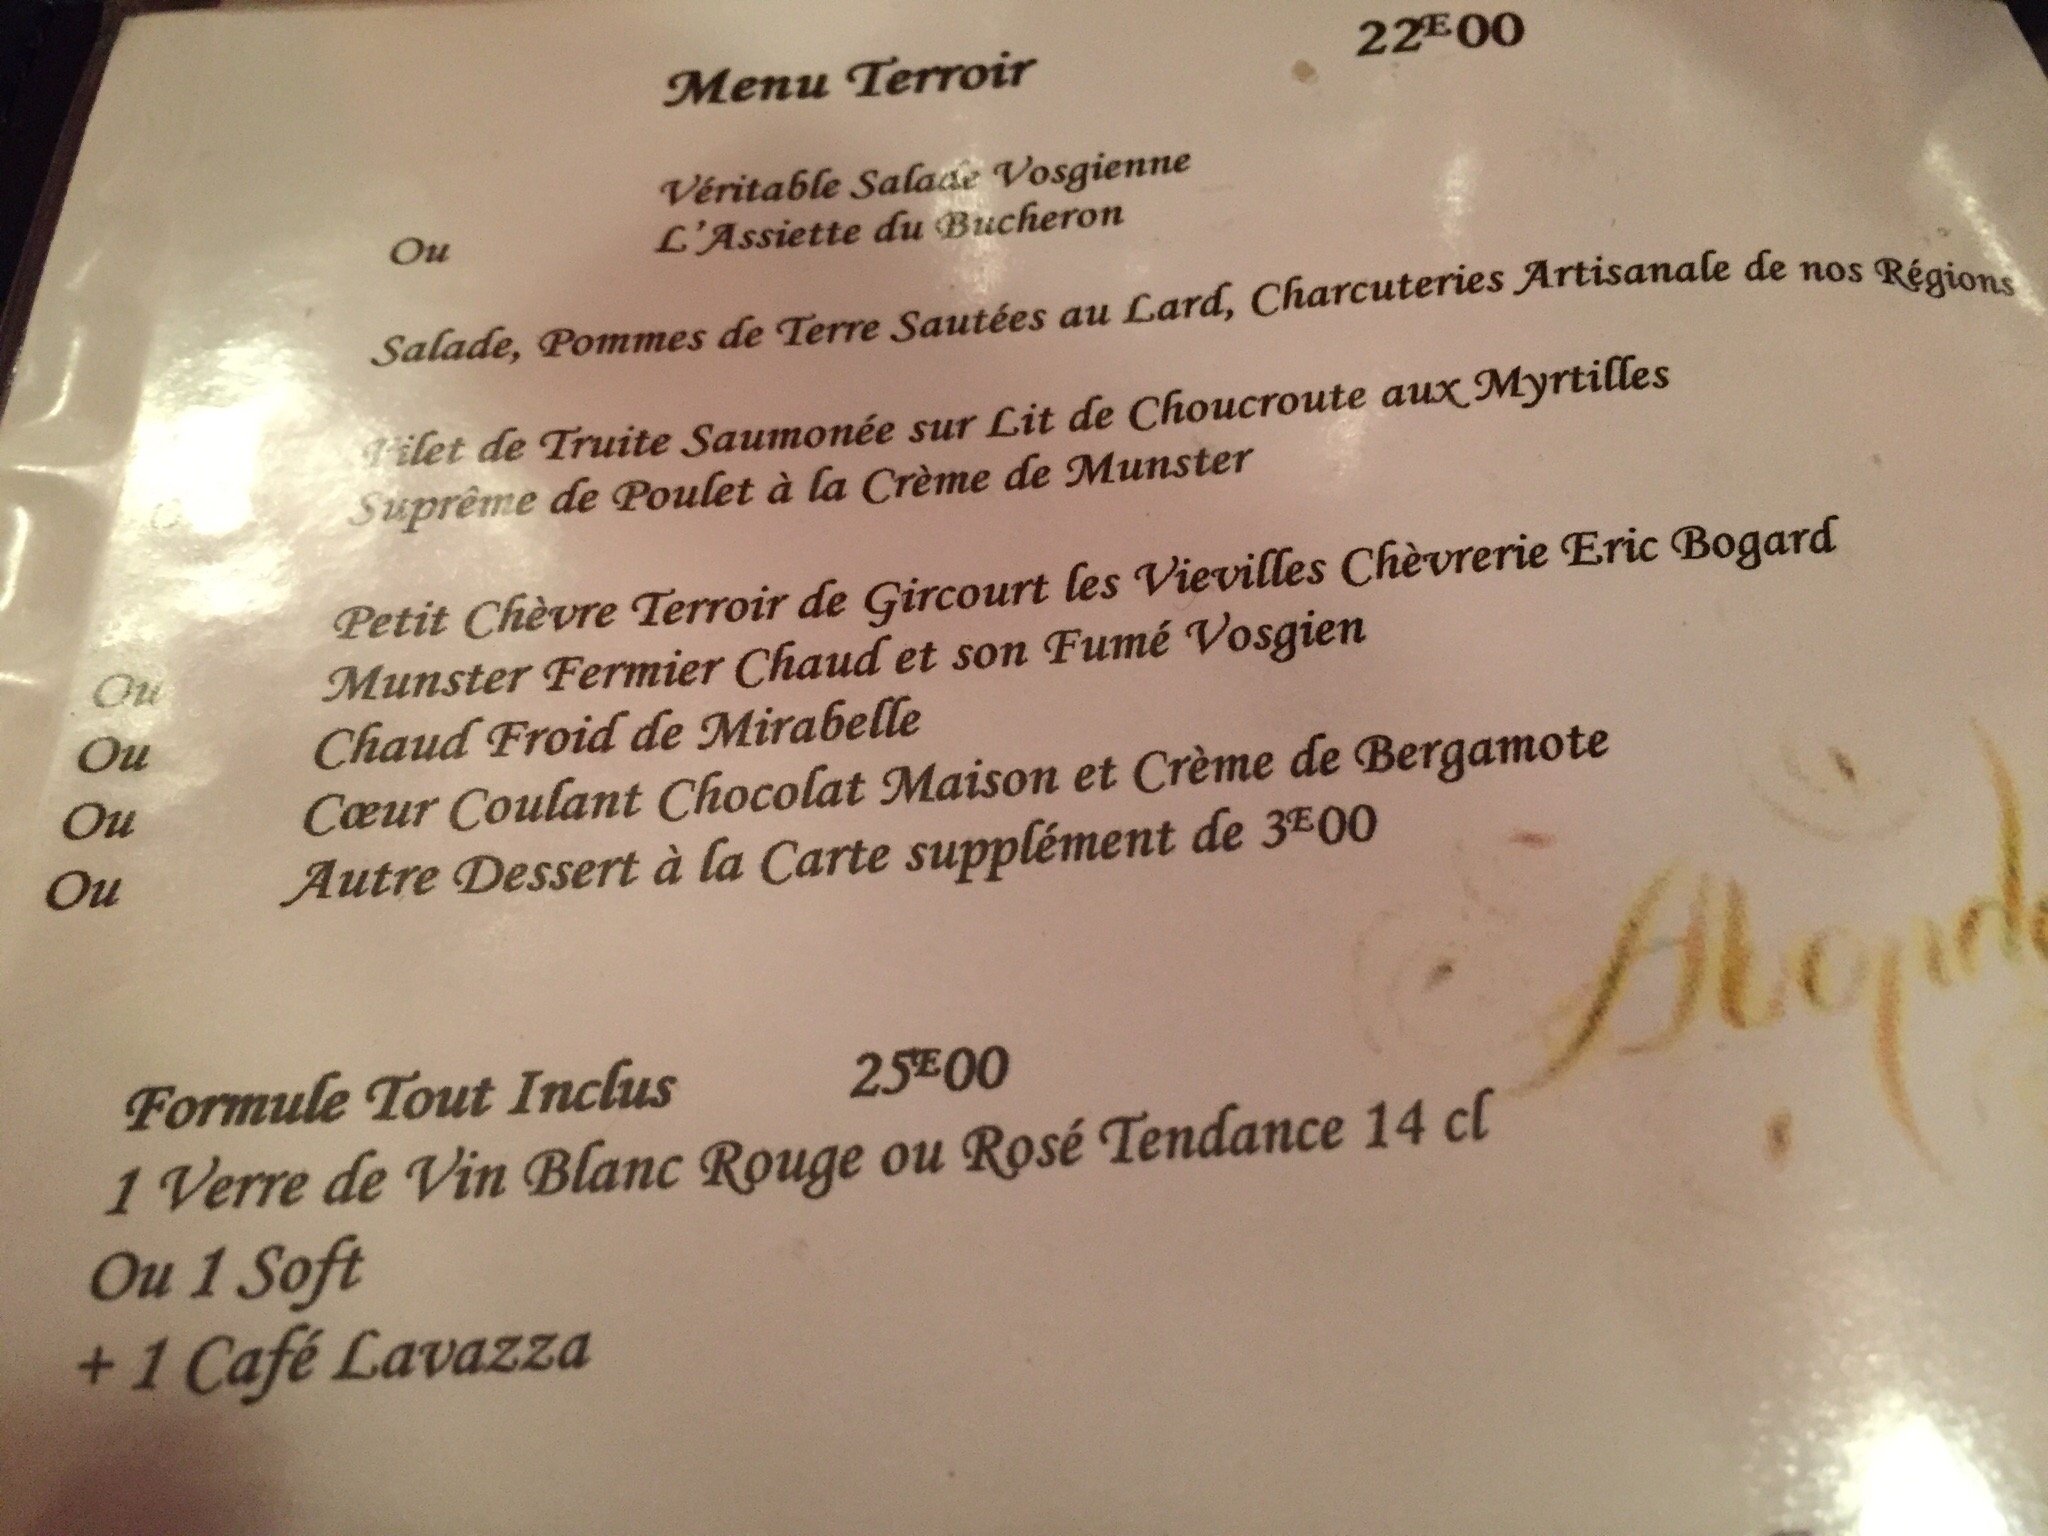 Menu Terroir 22E00
Véritable Salade Vosgienne
Ou L'Assiette du Bucheron
Salade, Pommes de Terre Sautées au Lard, Charcuteries Artisanale de nos Régions
Filet de Truite Saumonée sur Lit de Choucroute aux Myrtilles
Suprême de Poulet à la Crème de Munster
Petit Chèvre Terroir de Gircourt les Vievilles Chèvrerie Eric Bogard
Ou Munster Fermier Chaud et son Fumé Vosgien
Ou Chaud Froid de Mirabelle
Ou Cœur Coulant Chocolat Maison et Crème de Bergamote
Ou Autre Dessert à la Carte supplément de 3E00
Formule Tout Inclus 25E00
1 Verre de Vin Blanc Rouge ou Rosé Tendance 14 cl
Ou 1 Soft
+ 1 Café Lavazza